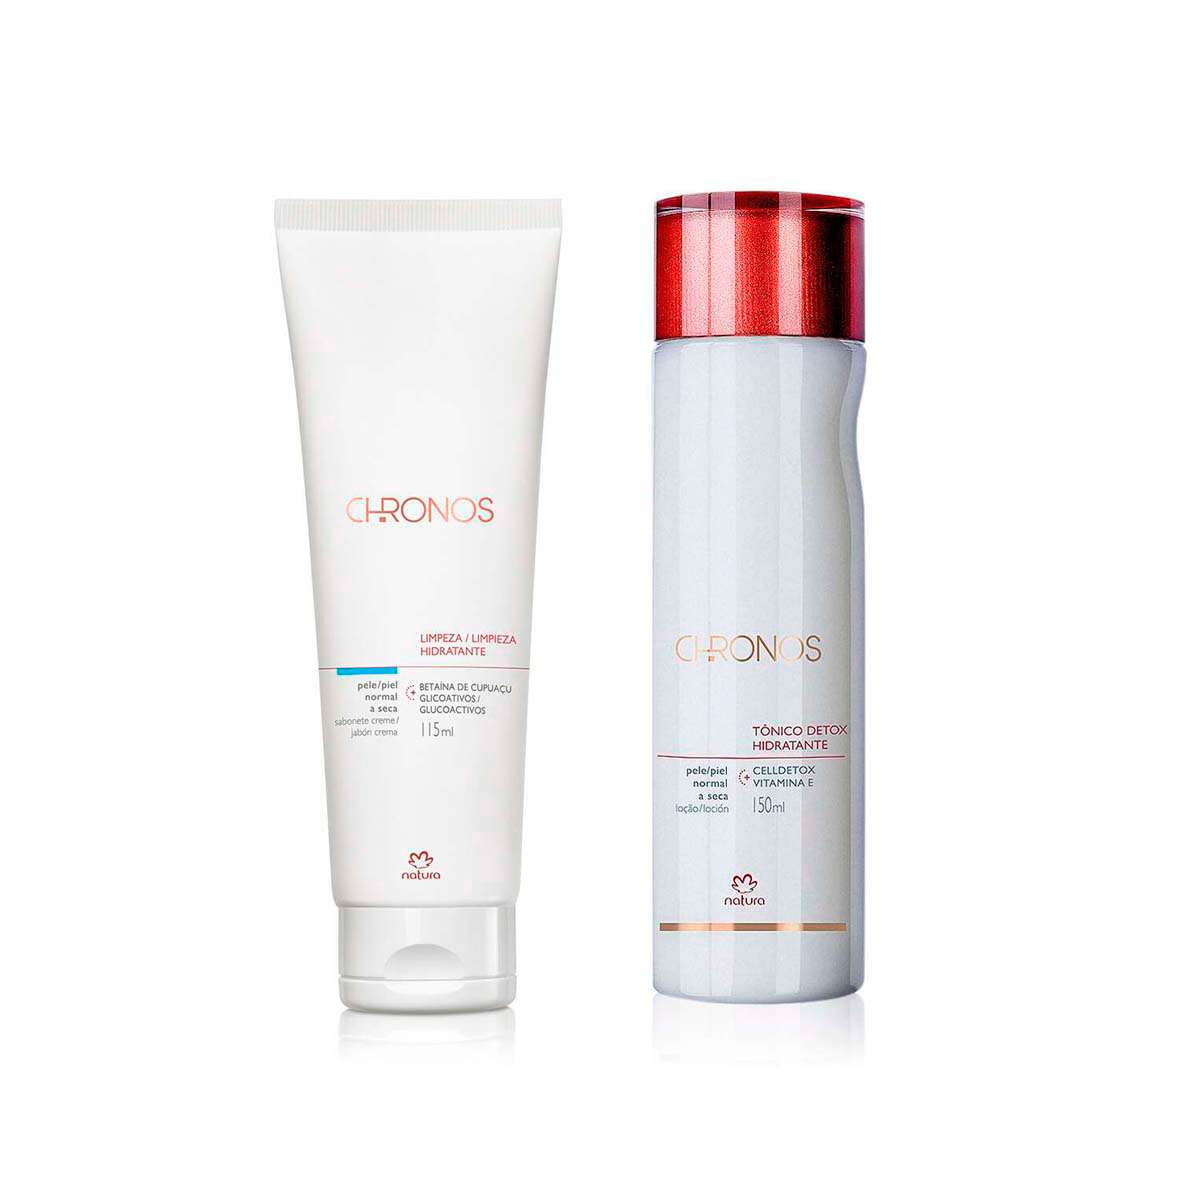 CHRONOS
LIMPEZA / LIMPIEZA
HIDRATANTE
pele/piel
normal
a seca
sabonete creme/
jabón crema
BETAÍNA DE CUPUAÇU
GLICOATIVOS/
GLUCOACTIVOS
115ml
natura
CHRONOS
TÔNICO DETOX
HIDRATANTE
pele/piel
normal
a seca
loção/loción
CELLDETOX
VITAMINA E
150ml
natura